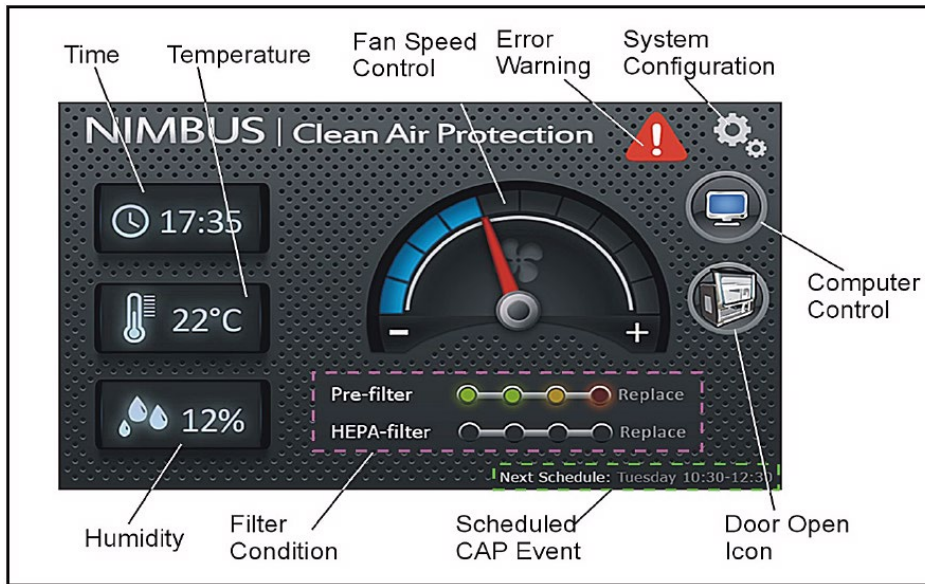 Time
Temperature
Fan Speed
Control
Error
Warning
System
Configuration
NIMBUS | Clean Air Protection
17:35
22°C
12%
− +
Computer
Control
Pre-filter Replace
HEPA-filter Replace
Next Schedule: Tuesday 10:30-12:30
Humidity
Filter
Condition
Scheduled
CAP Event
Door Open
Icon